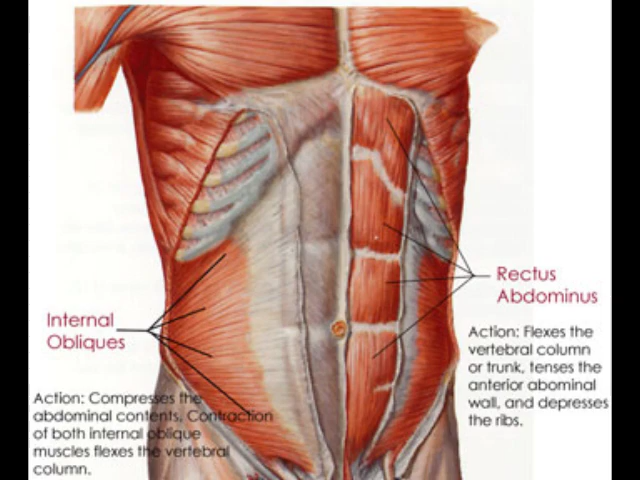 Rectus
Abdominus
Internal
Obliques
Action: Flexes the
vertebral column
or trunk, tenses the
anterior abominal
wall, and depresses
the ribs.
Action: Compresses the
abdominal contents. Contraction
of both internal oblique
muscles flexes the vertebral
column.